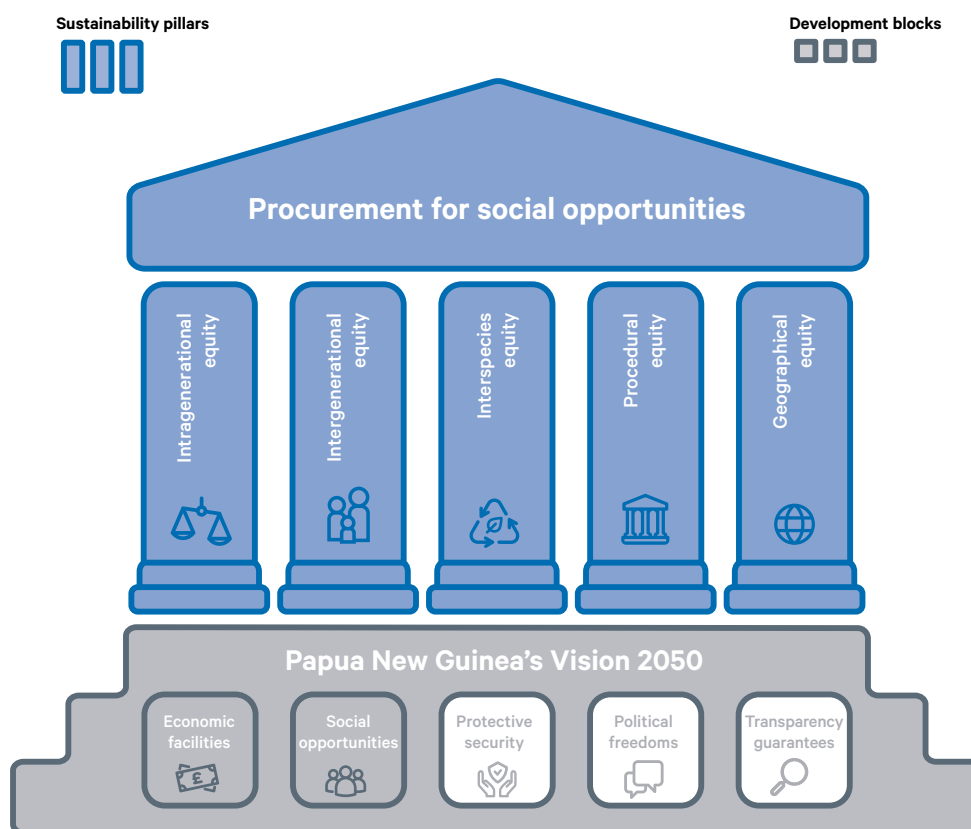 Sustainability pillars
Development blocks
Procurement for social opportunities
Intragenerational
equity
Intergenerational
equity
Interspecies
equity
Procedural
equity
Geographical
equity
Papua New Guinea's Vision 2050
Economic
facilities
£
Social
opportunities
Protective
security
Political
freedoms
Transparency
guarantees